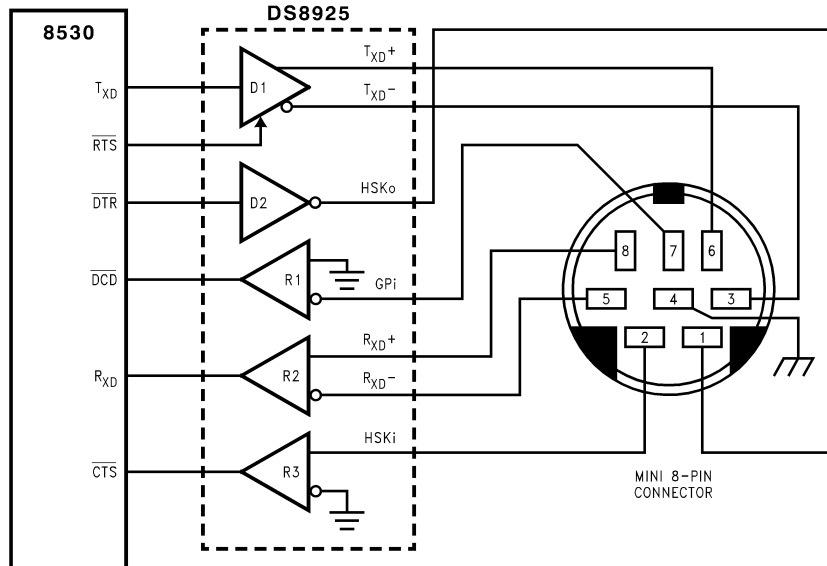 DS8925
8530
TXD
RTS
DTR
DCD
RXD
CTS
D1
D2
R1
R2
R3
TXD+
TXD-
HSKo
GPi
RXD+
RXD-
HSKi
8
7
6
5
4
3
2
1
MINI 8-PIN
CONNECTOR